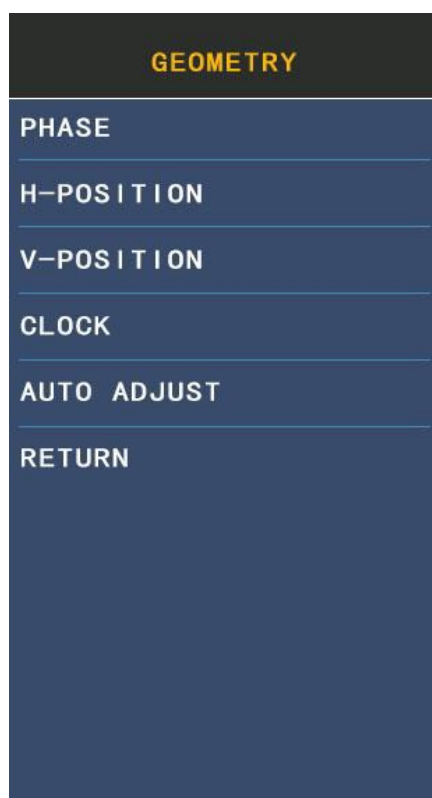 GEOMETRY
PHASE
H-POSITION
V-POSITION
CLOCK
AUTO ADJUST
RETURN